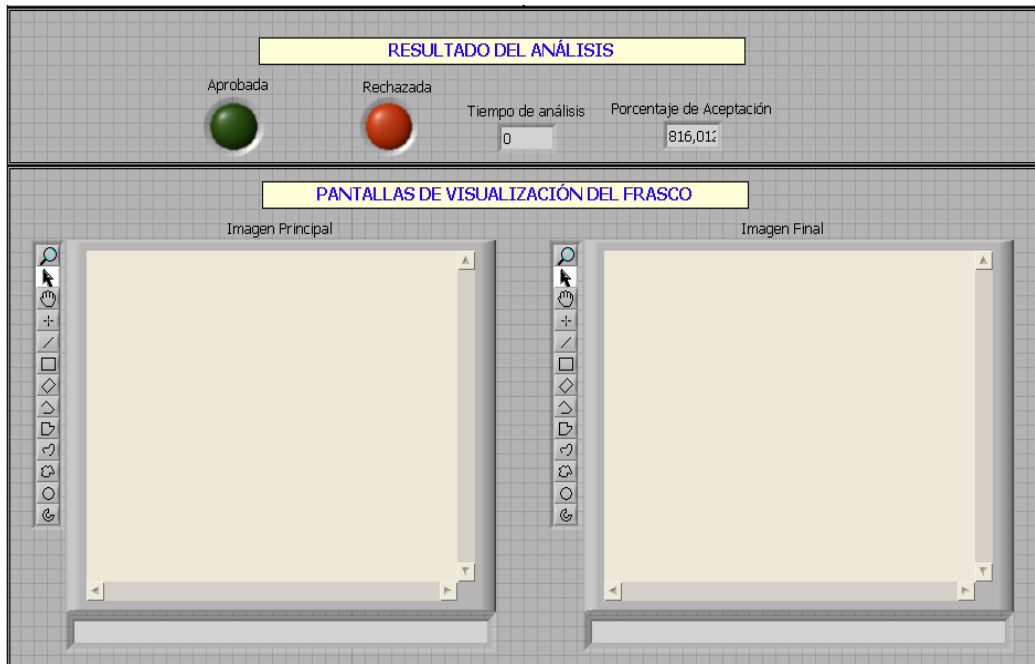 RESULTADO DEL ANÁLISIS
Aprobada
Rechazada
Tiempo de análisis
Porcentaje de Aceptación
0
816,012
PANTALLAS DE VISUALIZACIÓN DEL FRASCO
Imagen Principal
Imagen Final